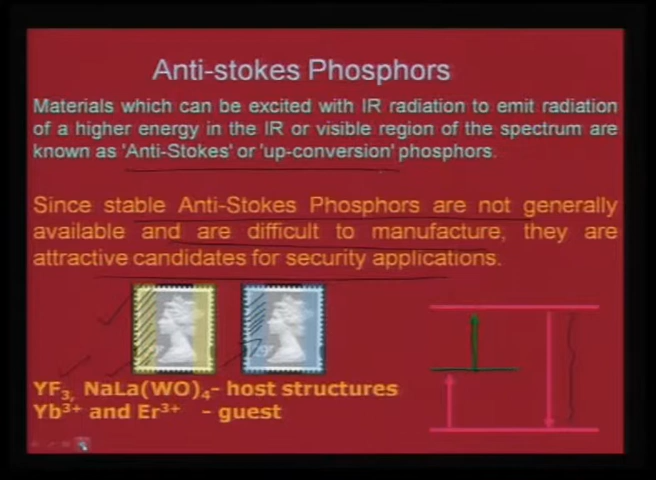 Anti-stokes Phosphors
Materials which can be excited with IR radiation to emit radiation
of a higher energy in the IR or visible region of the spectrum are
known as 'Anti-Stokes' or 'up-conversion' phosphors.
Since stable Anti-Stokes Phosphors are not generally
available and are difficult to manufacture, they are
attractive candidates for security applications.
YF₃, NaLa(WO)₄- host structures
Yb³⁺ and Er³⁺ - guest